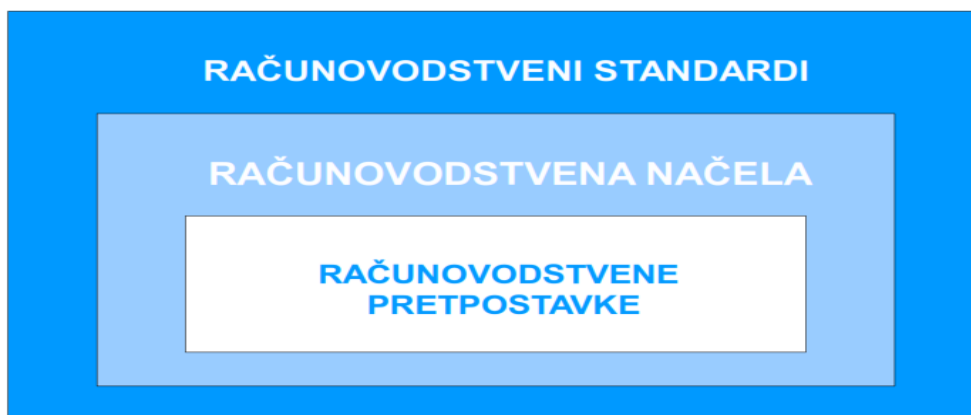 RAČUNOVODSTVENI STANDARDI
RAČUNOVODSTVENA NAČELA
RAČUNOVODSTVENE
PRETPOSTAVKE